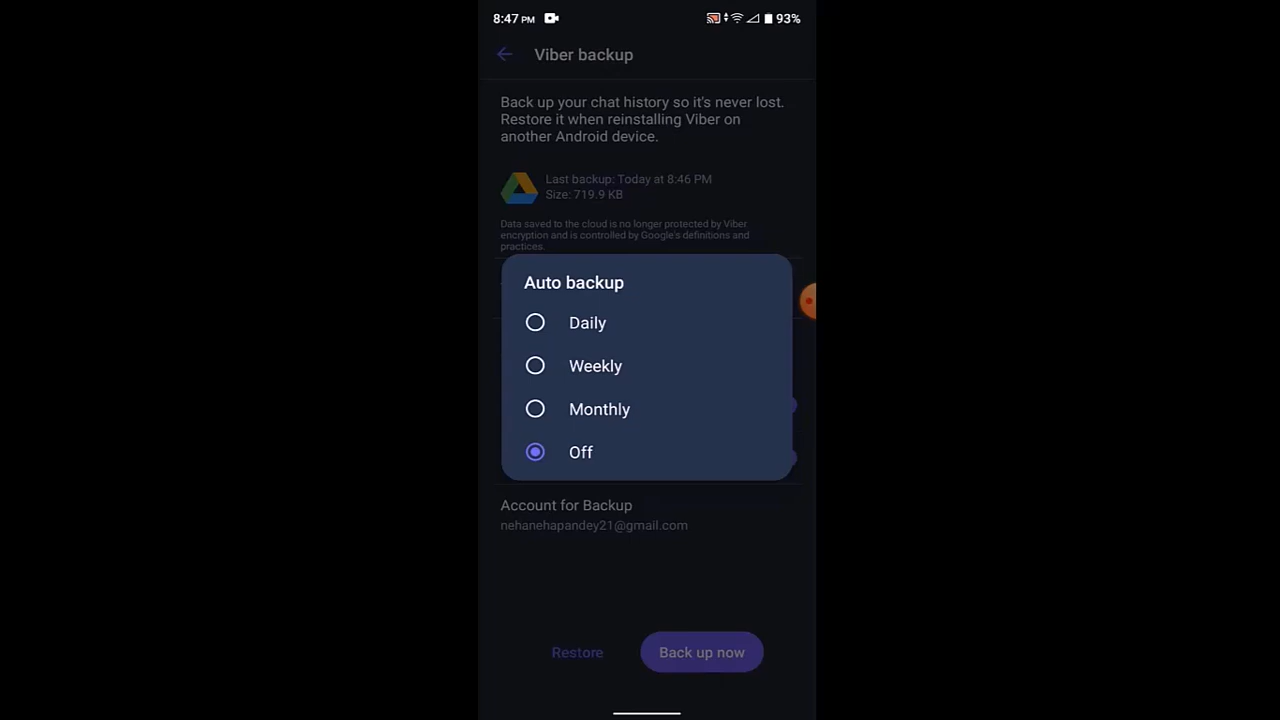 8:47 PM
93%
Viber backup
Back up your chat history so it's never lost.
Restore it when reinstalling Viber on
another Android device.
Last backup: Today at 8:46 PM
Size: 719.9 KB
Data saved to the cloud is no longer protected by Viber
encryption and is controlled by Google's definitions and
practices.
Auto backup
Daily
Weekly
Monthly
Off
Account for Backup
nehanehapandey21@gmail.com
Restore
Back up now